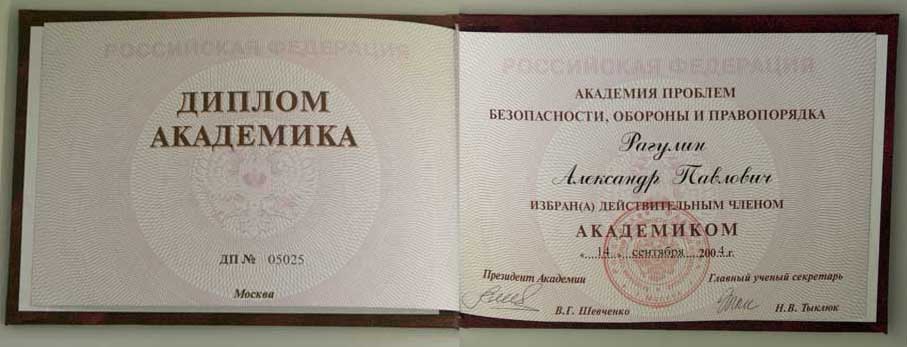 РОССИЙСКАЯ ФЕДЕРАЦИЯ
ДИПЛОМ
АКАДЕМИКА
ДП № 05025
Москва
РОССИЙСКАЯ ФЕДЕРАЦИЯ
АКАДЕМИЯ ПРОБЛЕМ
БЕЗОПАСНОСТИ, ОБОРОНЫ И ПРАВОПОРЯДКА
Рагулин
Александр Павлович
ИЗБРАН(А) ДЕЙСТВИТЕЛЬНЫМ ЧЛЕНОМ
АКАДЕМИКОМ
«14» сентября 2004 г.
Президент Академии
Главный ученый секретарь
В.Г. Шевченко
Н.В. Тыклюк